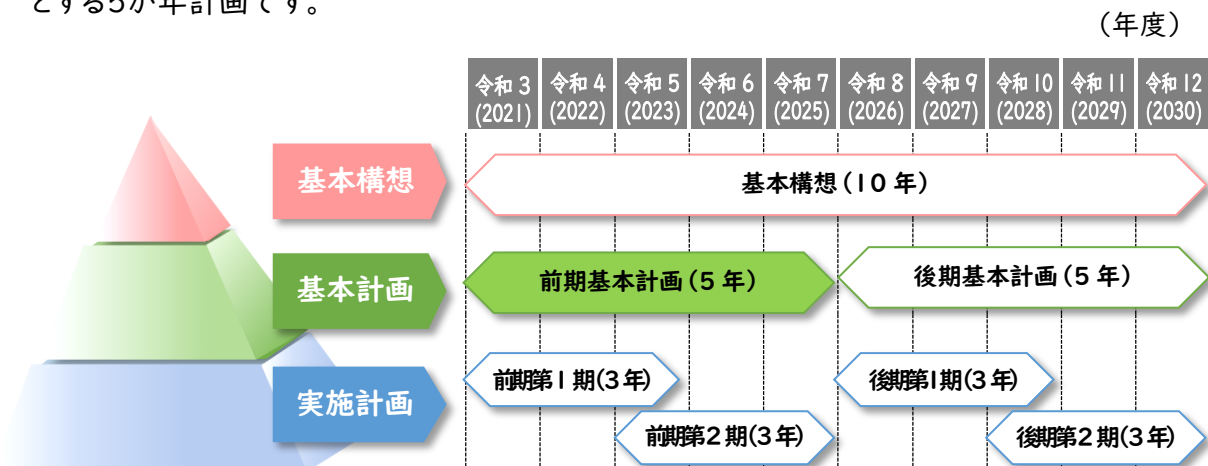 とする5か年計画です。
（年度）
令和3 令和4 令和5 令和6 令和7 令和8 令和9 令和10 令和11 令和12
(2021) (2022) (2023) (2024) (2025) (2026) (2027) (2028) (2029) (2030)
基本構想 基本構想（10年）
基本計画 前期基本計画（5年） 後期基本計画（5年）
実施計画 前期第1期(3年) 後期第1期(3年)
前期第2期(3年) 後期第2期(3年)